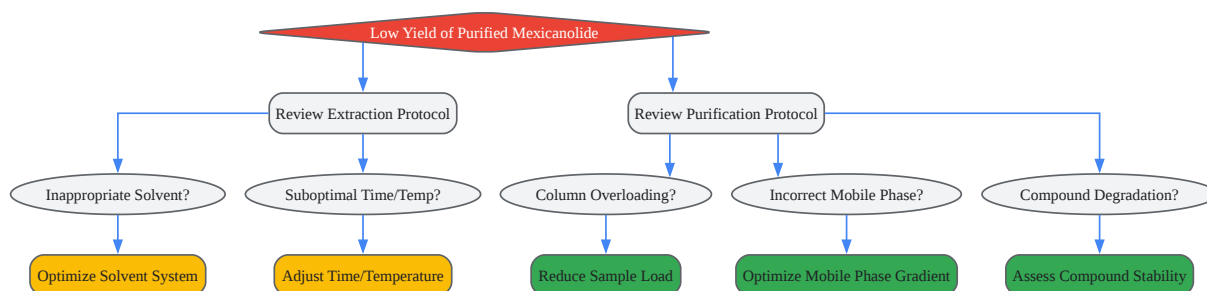 Low Yield of Purified Mexicanolide
Review Extraction Protocol
Review Purification Protocol
Inappropriate Solvent?
Suboptimal Time/Temp?
Column Overloading?
Incorrect Mobile Phase?
Compound Degradation?
Optimize Solvent System
Adjust Time/Temperature
Reduce Sample Load
Optimize Mobile Phase Gradient
Assess Compound Stability